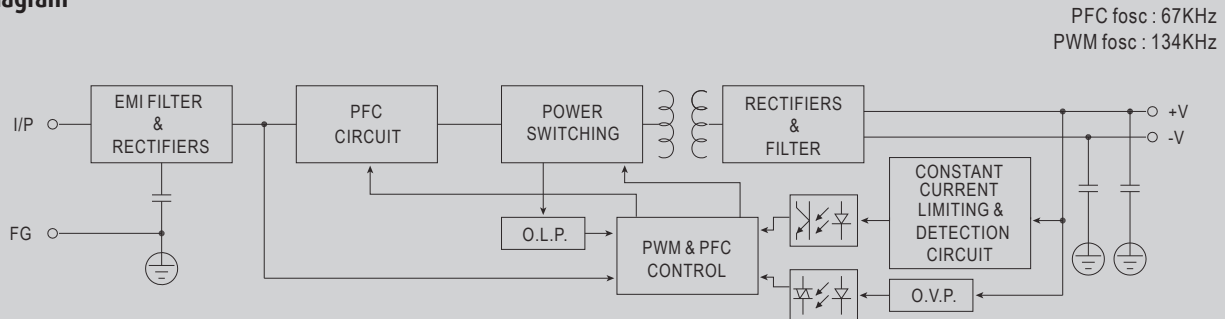 PFC fosc : 67KHz
PWM fosc : 134KHz
I/P
EMI FILTER
&
RECTIFIERS
PFC
CIRCUIT
POWER
SWITCHING
RECTIFIERS
&
FILTER
+V
-V
FG
O.L.P.
PWM & PFC
CONTROL
CONSTANT
CURRENT
LIMITING &
DETECTION
CIRCUIT
O.V.P.